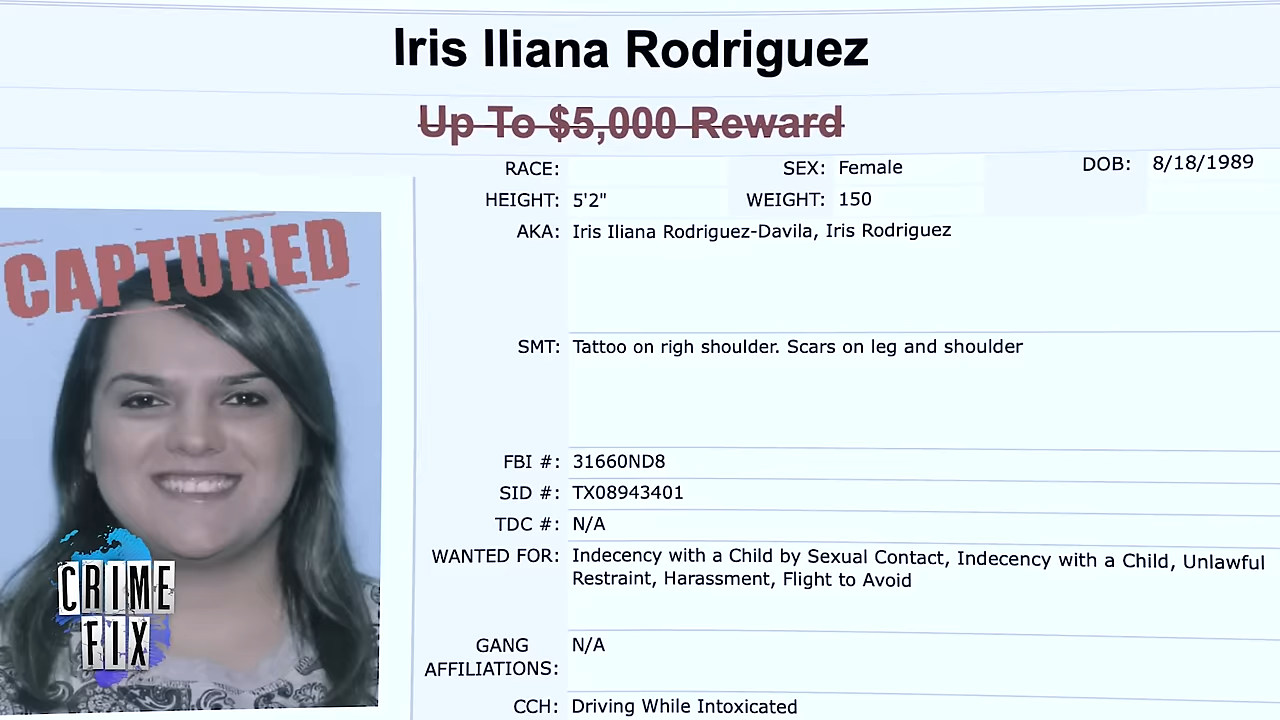 Iris Iliana Rodriguez
Up To $5,000 Reward
RACE: SEX: Female DOB: 8/18/1989
HEIGHT: 5'2" WEIGHT: 150
AKA: Iris Iliana Rodriguez-Davila, Iris Rodriguez
CAPTURED
SMT: Tattoo on righ shoulder. Scars on leg and shoulder
FBI #: 31660ND8
SID #: TX08943401
TDC #: N/A
WANTED FOR: Indecency with a Child by Sexual Contact, Indecency with a Child, Unlawful
Restraint, Harassment, Flight to Avoid
CRIME
FIX
GANG
AFFILIATIONS: N/A
CCH: Driving While Intoxicated